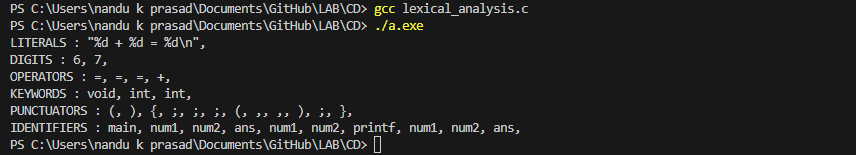 PS C:\Users\nandu k prasad\Documents\GitHub\LAB\CD> gcc lexical_analysis.c
PS C:\Users\nandu k prasad\Documents\GitHub\LAB\CD> ./a.exe
LITERALS : "%d + %d = %d\n",
DIGITS : 6, 7,
OPERATORS : =, =, =, +,
KEYWORDS : void, int, int,
PUNCTUATORS : (, ), {, ;, ;, ;, (, ,, ,, ), ;, },
IDENTIFIERS : main, num1, num2, ans, num1, num2, printf, num1, num2, ans,
PS C:\Users\nandu k prasad\Documents\GitHub\LAB\CD>